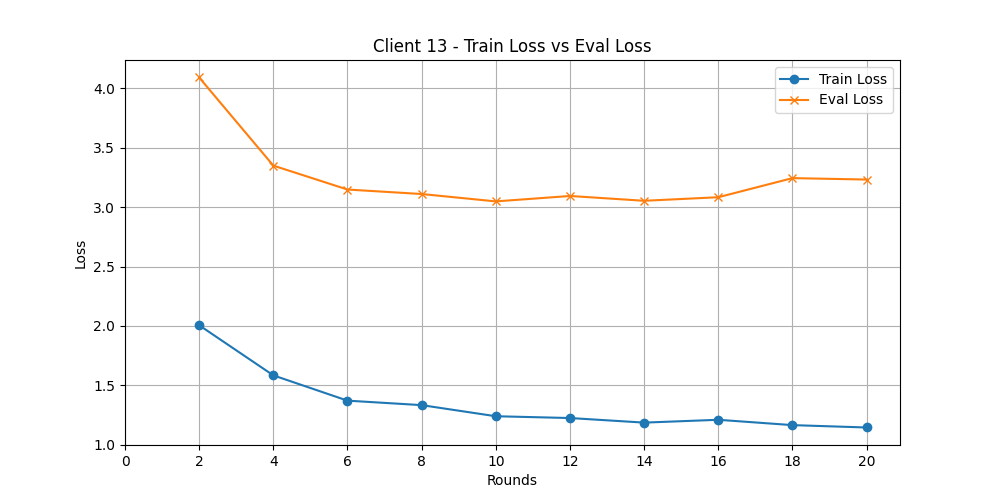 Client 13 - Train Loss vs Eval Loss
Train Loss
Eval Loss
4.0
3.5
3.0
2.5
2.0
1.5
1.0
Loss
0 2 4 6 8 10 12 14 16 18 20
Rounds